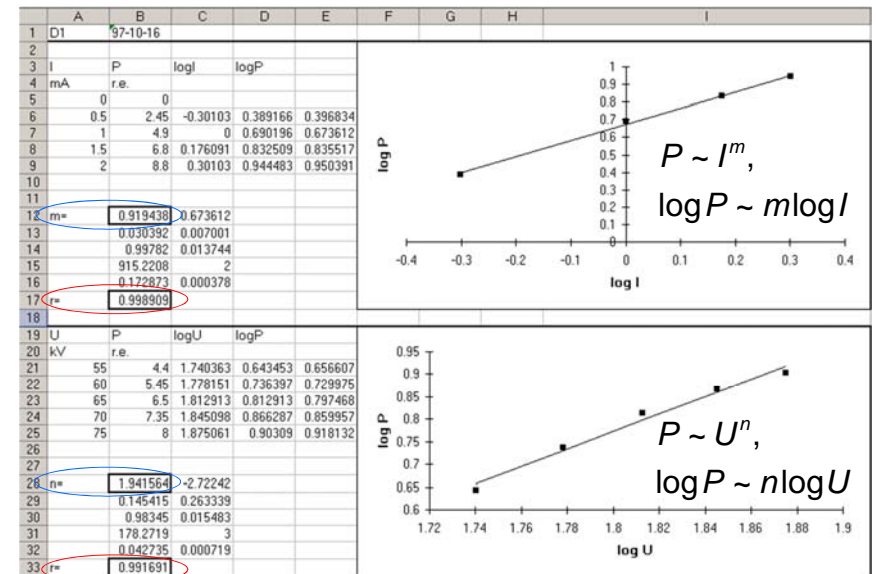 A B C D E F G H I
1 D1 97-10-16
2
3 I P logI logP
4 mA r.e.
5 0 0
6 0.5 2.45 -0.30103 0.389166 0.396834
7 1 4.9 0 0.690196 0.673612
8 1.5 6.8 0.176091 0.832509 0.835517
9 2 8.8 0.30103 0.944483 0.950391
10
11
12 m= 0.919438 0.673612
13 0.030392 0.007001
14 0.99782 0.013744
15 915.2208 2
16 0.172873 0.000378
17 r= 0.998909
18
19 U P logU logP
20 kV r.e.
21 55 4.4 1.740363 0.643453 0.656607
22 60 5.45 1.778151 0.736397 0.729975
23 65 6.5 1.812913 0.812913 0.797468
24 70 7.35 1.845098 0.866287 0.859957
25 75 8 1.875061 0.90309 0.918132
26
27
28 n= 1.941564 -2.72242
29 0.145415 0.263339
30 0.98345 0.015483
31 178.2719 3
32 0.042735 0.000719
33 r= 0.991691
1
0.9
0.8
0.7
0.6
0.5
0.4
0.3
0.2
0.1
0
log P
P ~ I^m,
logP ~ mlogI
-0.4 -0.3 -0.2 -0.1 0 0.1 0.2 0.3 0.4
log I
0.95
0.9
0.85
0.8
0.75
0.7
0.65
0.6
log P
P ~ U^n,
logP ~ nlogU
1.72 1.74 1.76 1.78 1.8 1.82 1.84 1.86 1.88 1.9
log U